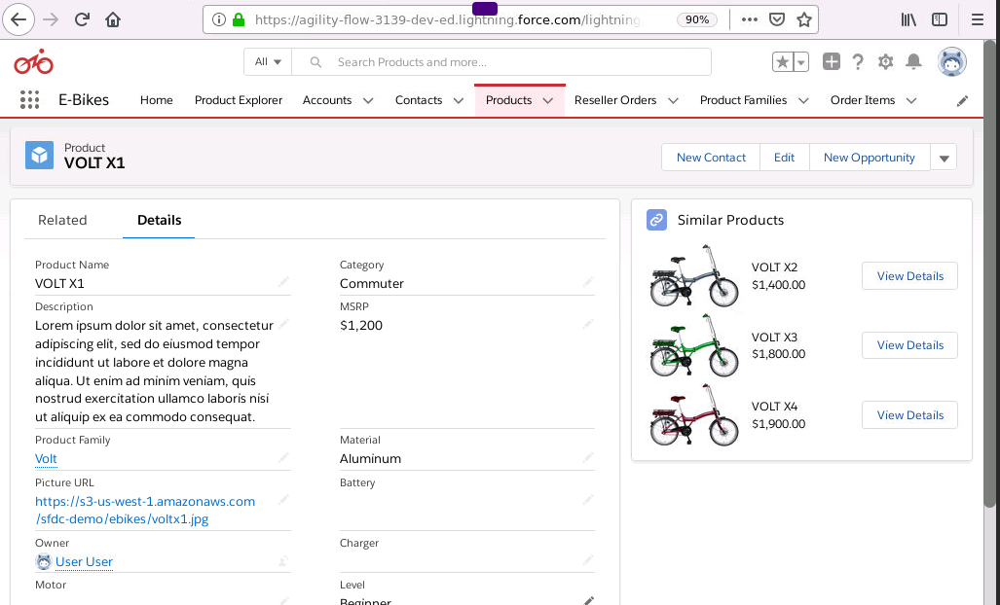 https://agility-flow-3139-dev-ed.lightning.force.com/lightning
90%
All
Search Products and more...
E-Bikes
Home
Product Explorer
Accounts
Contacts
Products
Reseller Orders
Product Families
Order Items
Product
VOLT X1
New Contact
Edit
New Opportunity
Related
Details
Product Name
VOLT X1
Category
Commuter
Description
Lorem ipsum dolor sit amet, consectetur
adipiscing elit, sed do eiusmod tempor
incididunt ut labore et dolore magna
aliqua. Ut enim ad minim veniam, quis
nostrud exercitation ullamco laboris nisi
ut aliquip ex ea commodo consequat.
MSRP
$1,200
Product Family
Volt
Material
Aluminum
Picture URL
https://s3-us-west-1.amazonaws.com
/sfdc-demo/ebikes/voltx1.jpg
Battery
Owner
User User
Charger
Motor
Level
Beginner
Similar Products
VOLT X2
$1,400.00
View Details
VOLT X3
$1,800.00
View Details
VOLT X4
$1,900.00
View Details